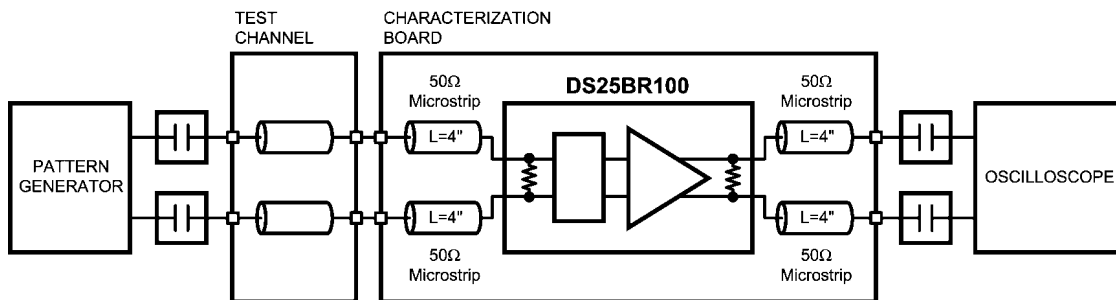 TEST
CHANNEL
CHARACTERIZATION
BOARD
50Ω
Microstrip
DS25BR100
50Ω
Microstrip
L=4"
L=4"
PATTERN
GENERATOR
OSCILLOSCOPE
L=4"
L=4"
50Ω
Microstrip
50Ω
Microstrip